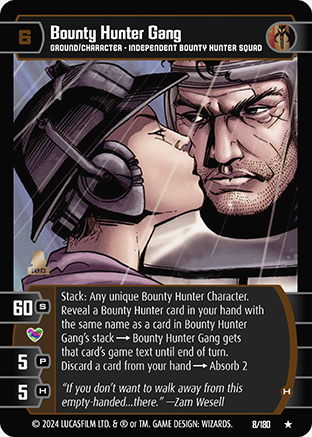 6
Bounty Hunter Gang
GROUND/CHARACTER - INDEPENDENT BOUNTY HUNTER SQUAD
60 S
5 P
5 H
Stack: Any unique Bounty Hunter Character.
Reveal a Bounty Hunter card in your hand with
the same name as a card in Bounty Hunter
Gang's stack → Bounty Hunter Gang gets
that card's game text until end of turn.
Discard a card from your hand → Absorb 2
“If you don't want to walk away from this
empty-handed...there.” —Zam Wesell
H
© 2024 LUCASFILM LTD. & ® or TM. GAME DESIGN: WIZARDS.
8/180 ★